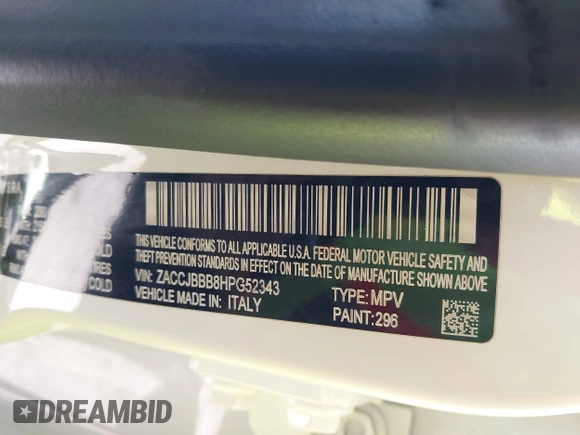 THIS VEHICLE CONFORMS TO ALL APPLICABLE U.S.A. FEDERAL MOTOR VEHICLE SAFETY AND
THEFT PREVENTION STANDARDS IN EFFECT ON THE DATE OF MANUFACTURE SHOWN ABOVE
VIN: ZACCJBBB8HPG52343 TYPE: MPV
VEHICLE MADE IN: ITALY PAINT:296
COLD
DREAMBID